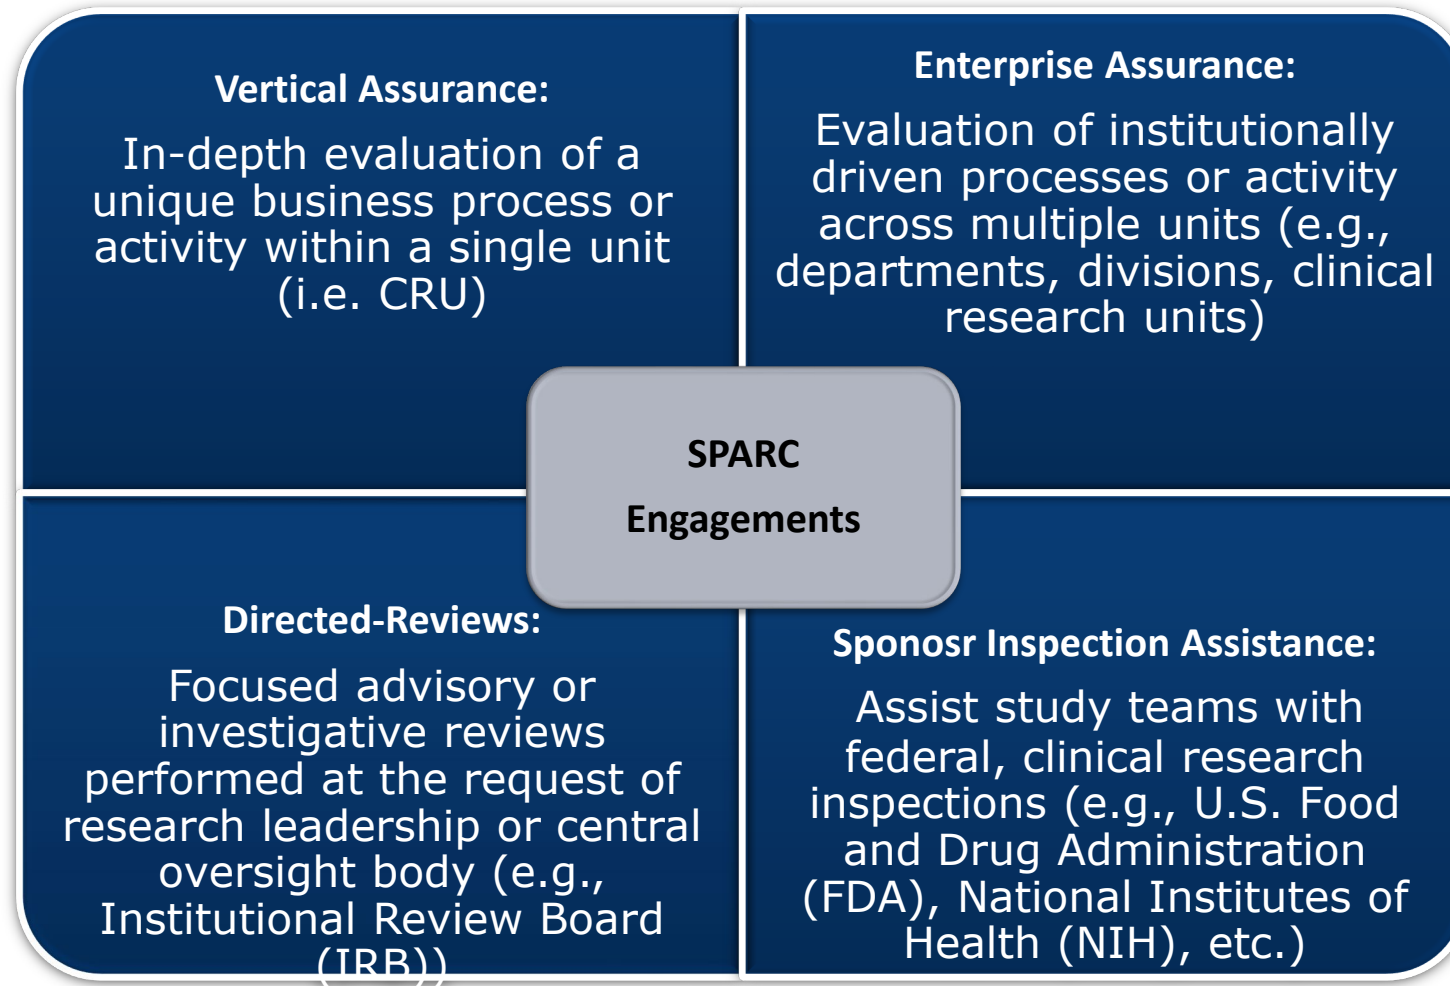 Vertical Assurance:
In-depth evaluation of a
unique business process or
activity within a single unit
(i.e. CRU)
Enterprise Assurance:
Evaluation of institutionally
driven processes or activity
across multiple units (e.g.,
departments, divisions, clinical
research units)
SPARC
Engagements
Directed-Reviews:
Focused advisory or
investigative reviews
performed at the request of
research leadership or central
oversight body (e.g.,
Institutional Review Board
(IRB))
Sponosr Inspection Assistance:
Assist study teams with
federal, clinical research
inspections (e.g., U.S. Food
and Drug Administration
(FDA), National Institutes of
Health (NIH), etc.)